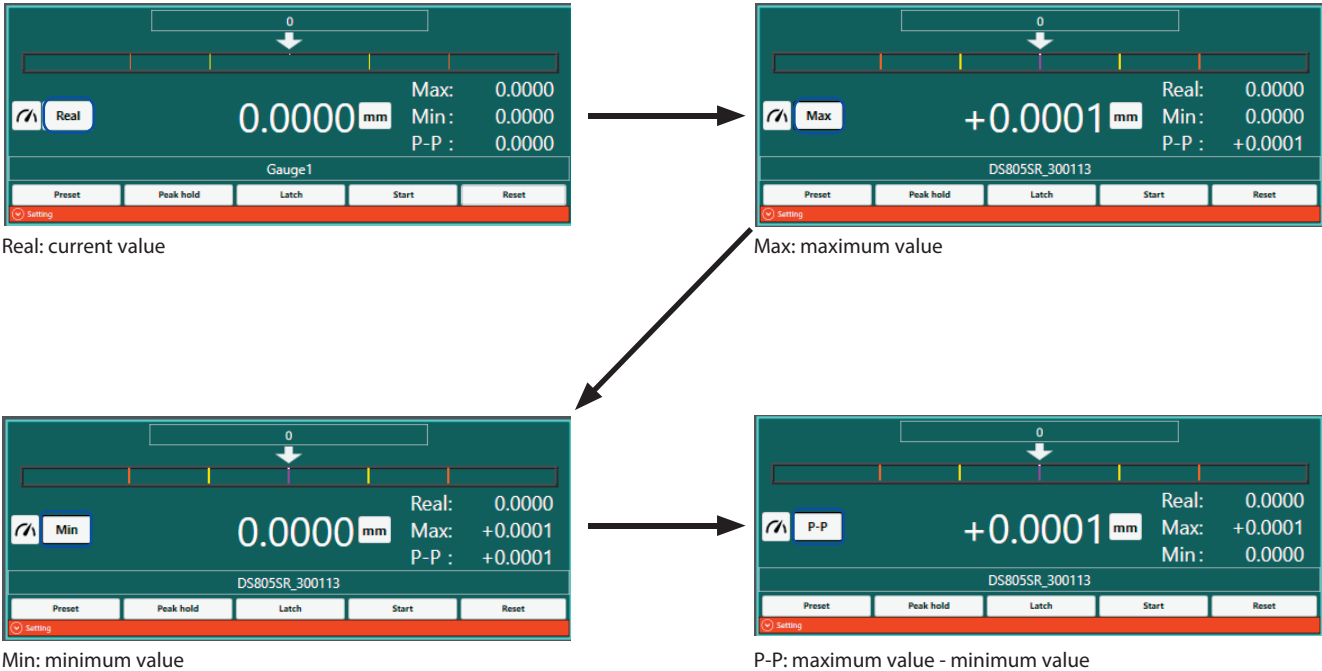 0
Real
0.0000 mm
Max: 0.0000
Min: 0.0000
P-P : 0.0000
Gauge1
Preset Peak hold Latch Start Reset
Setting
Real: current value
0
Max
+0.0001 mm
Real: 0.0000
Min: 0.0000
P-P : +0.0001
DS805SR_300113
Preset Peak hold Latch Start Reset
Setting
Max: maximum value
0
Min
0.0000 mm
Real: 0.0000
Max: +0.0001
P-P : +0.0001
DS805SR_300113
Preset Peak hold Latch Start Reset
Setting
Min: minimum value
0
P-P
+0.0001 mm
Real: 0.0000
Max: +0.0001
Min: 0.0000
DS805SR_300113
Preset Peak hold Latch Start Reset
Setting
P-P: maximum value - minimum value